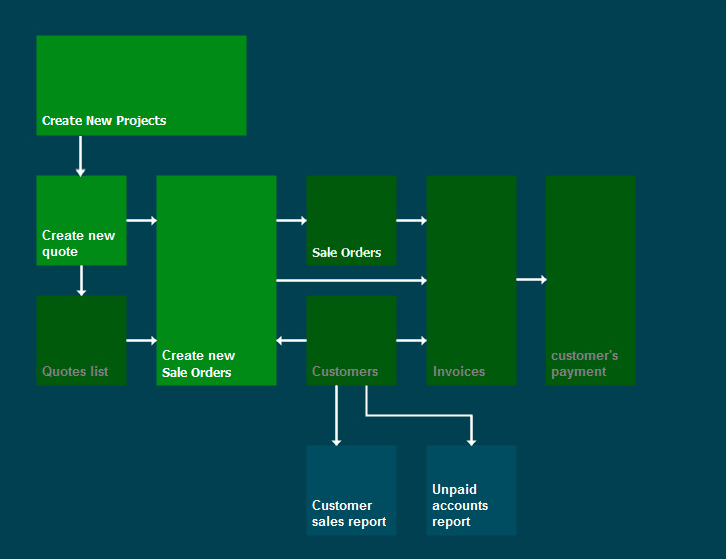 Create New Projects
Create new
quote
Sale Orders
Quotes list
Create new
Sale Orders
Customers
Invoices
customer's
payment
Customer
sales report
Unpaid
accounts
report